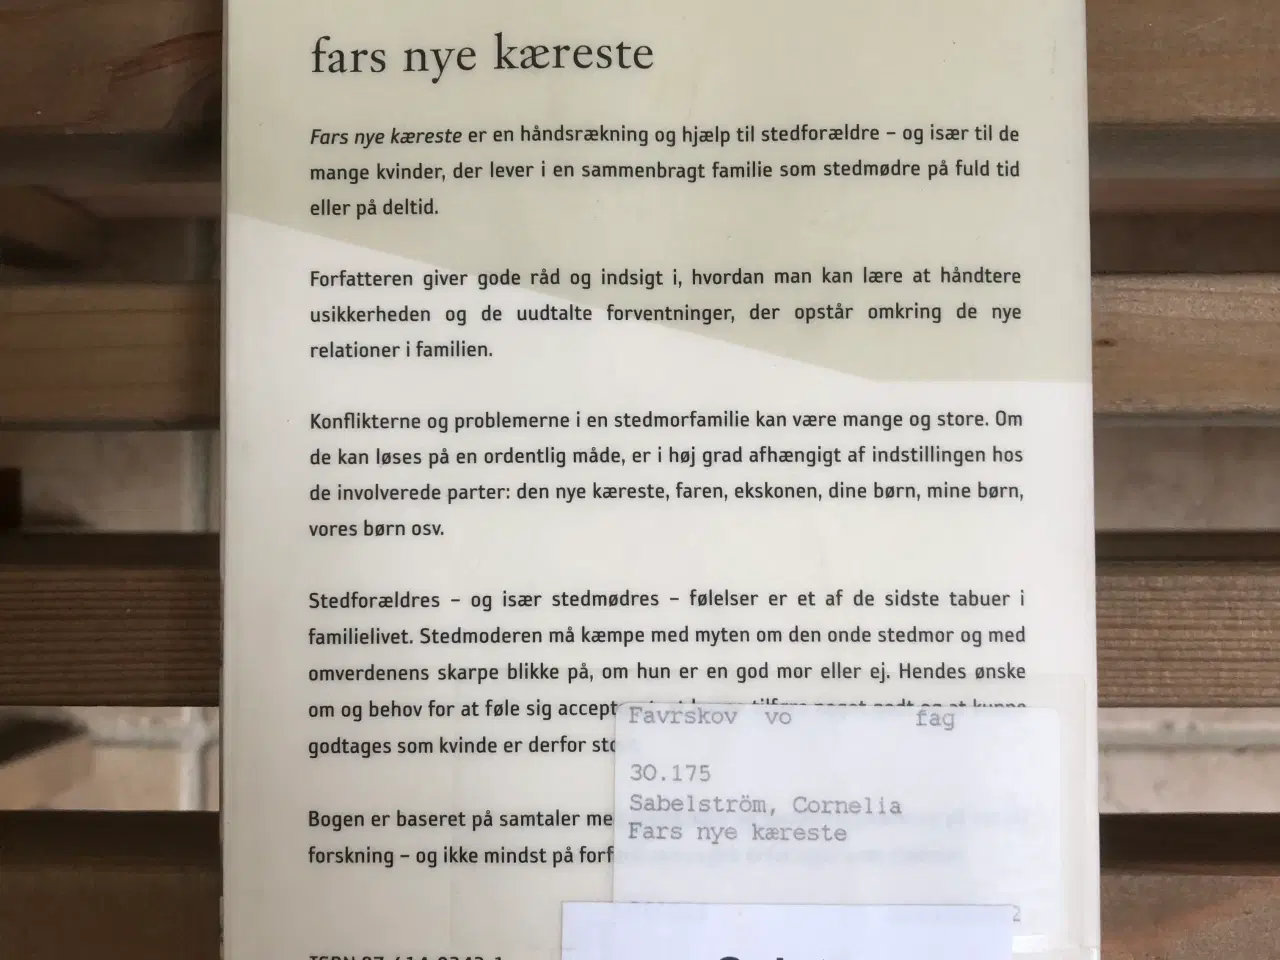 fars nye kæreste
Fars nye kæreste er en håndsrækning og hjælp til stedforældre – og især til de
mange kvinder, der lever i en sammenbragt familie som stedmødre på fuld tid
eller på deltid.
Forfatteren giver gode råd og indsigt i, hvordan man kan lære at håndtere
usikkerheden og de uudtalte forventninger, der opstår omkring de nye
relationer i familien.
Konflikterne og problemerne i en stedmorfamilie kan være mange og store. Om
de kan løses på en ordentlig måde, er i høj grad afhængigt af indstillingen hos
de involverede parter: den nye kæreste, faren, ekskonen, dine børn, mine børn,
vores børn osv.
Stedforældres – og især stedmødres – følelser er et af de sidste tabuer i
familielivet. Stedmoderen må kæmpe med myten om den onde stedmor og med
omverdenens skarpe blikke på, om hun er en god mor eller ej. Hendes ønske
om og behov for at føle sig accept
godtages som kvinde er derfor
Bogen er baseret på samtaler
forskning – og ikke mindst på
Favrskov vo fag
30.175
Sabelström, Cornelia
Fars nye kæreste